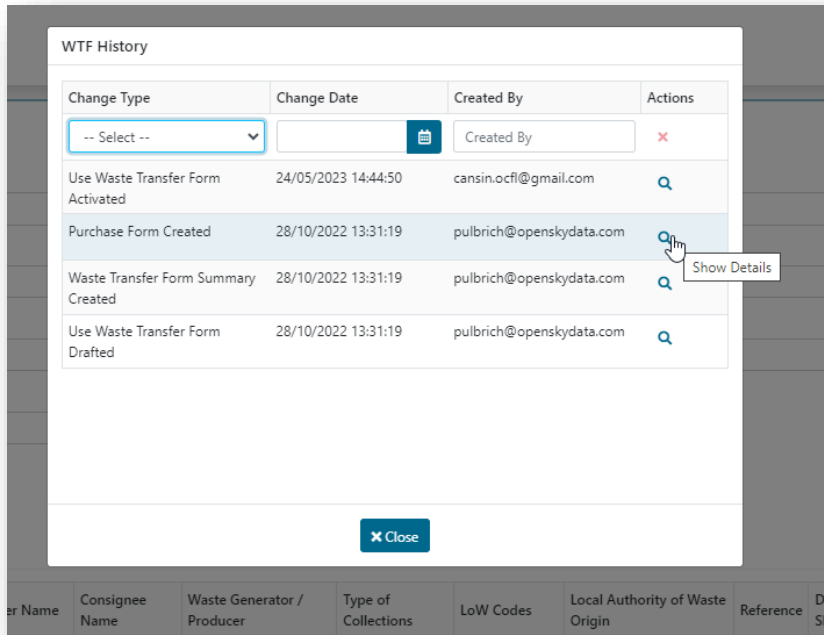 WTF History
Change Type Change Date Created By Actions
-- Select -- Created By
Use Waste Transfer Form 24/05/2023 14:44:50 cansin.ocfl@gmail.com
Activated
Purchase Form Created 28/10/2022 13:31:19 pulbrich@openskydata.com
Show Details
Waste Transfer Form Summary 28/10/2022 13:31:19 pulbrich@openskydata.com
Created
Use Waste Transfer Form 28/10/2022 13:31:19 pulbrich@openskydata.com
Drafted
Close
er Name Consignee Waste Generator / Type of LoW Codes Local Authority of Waste Reference
Name Producer Collections Origin